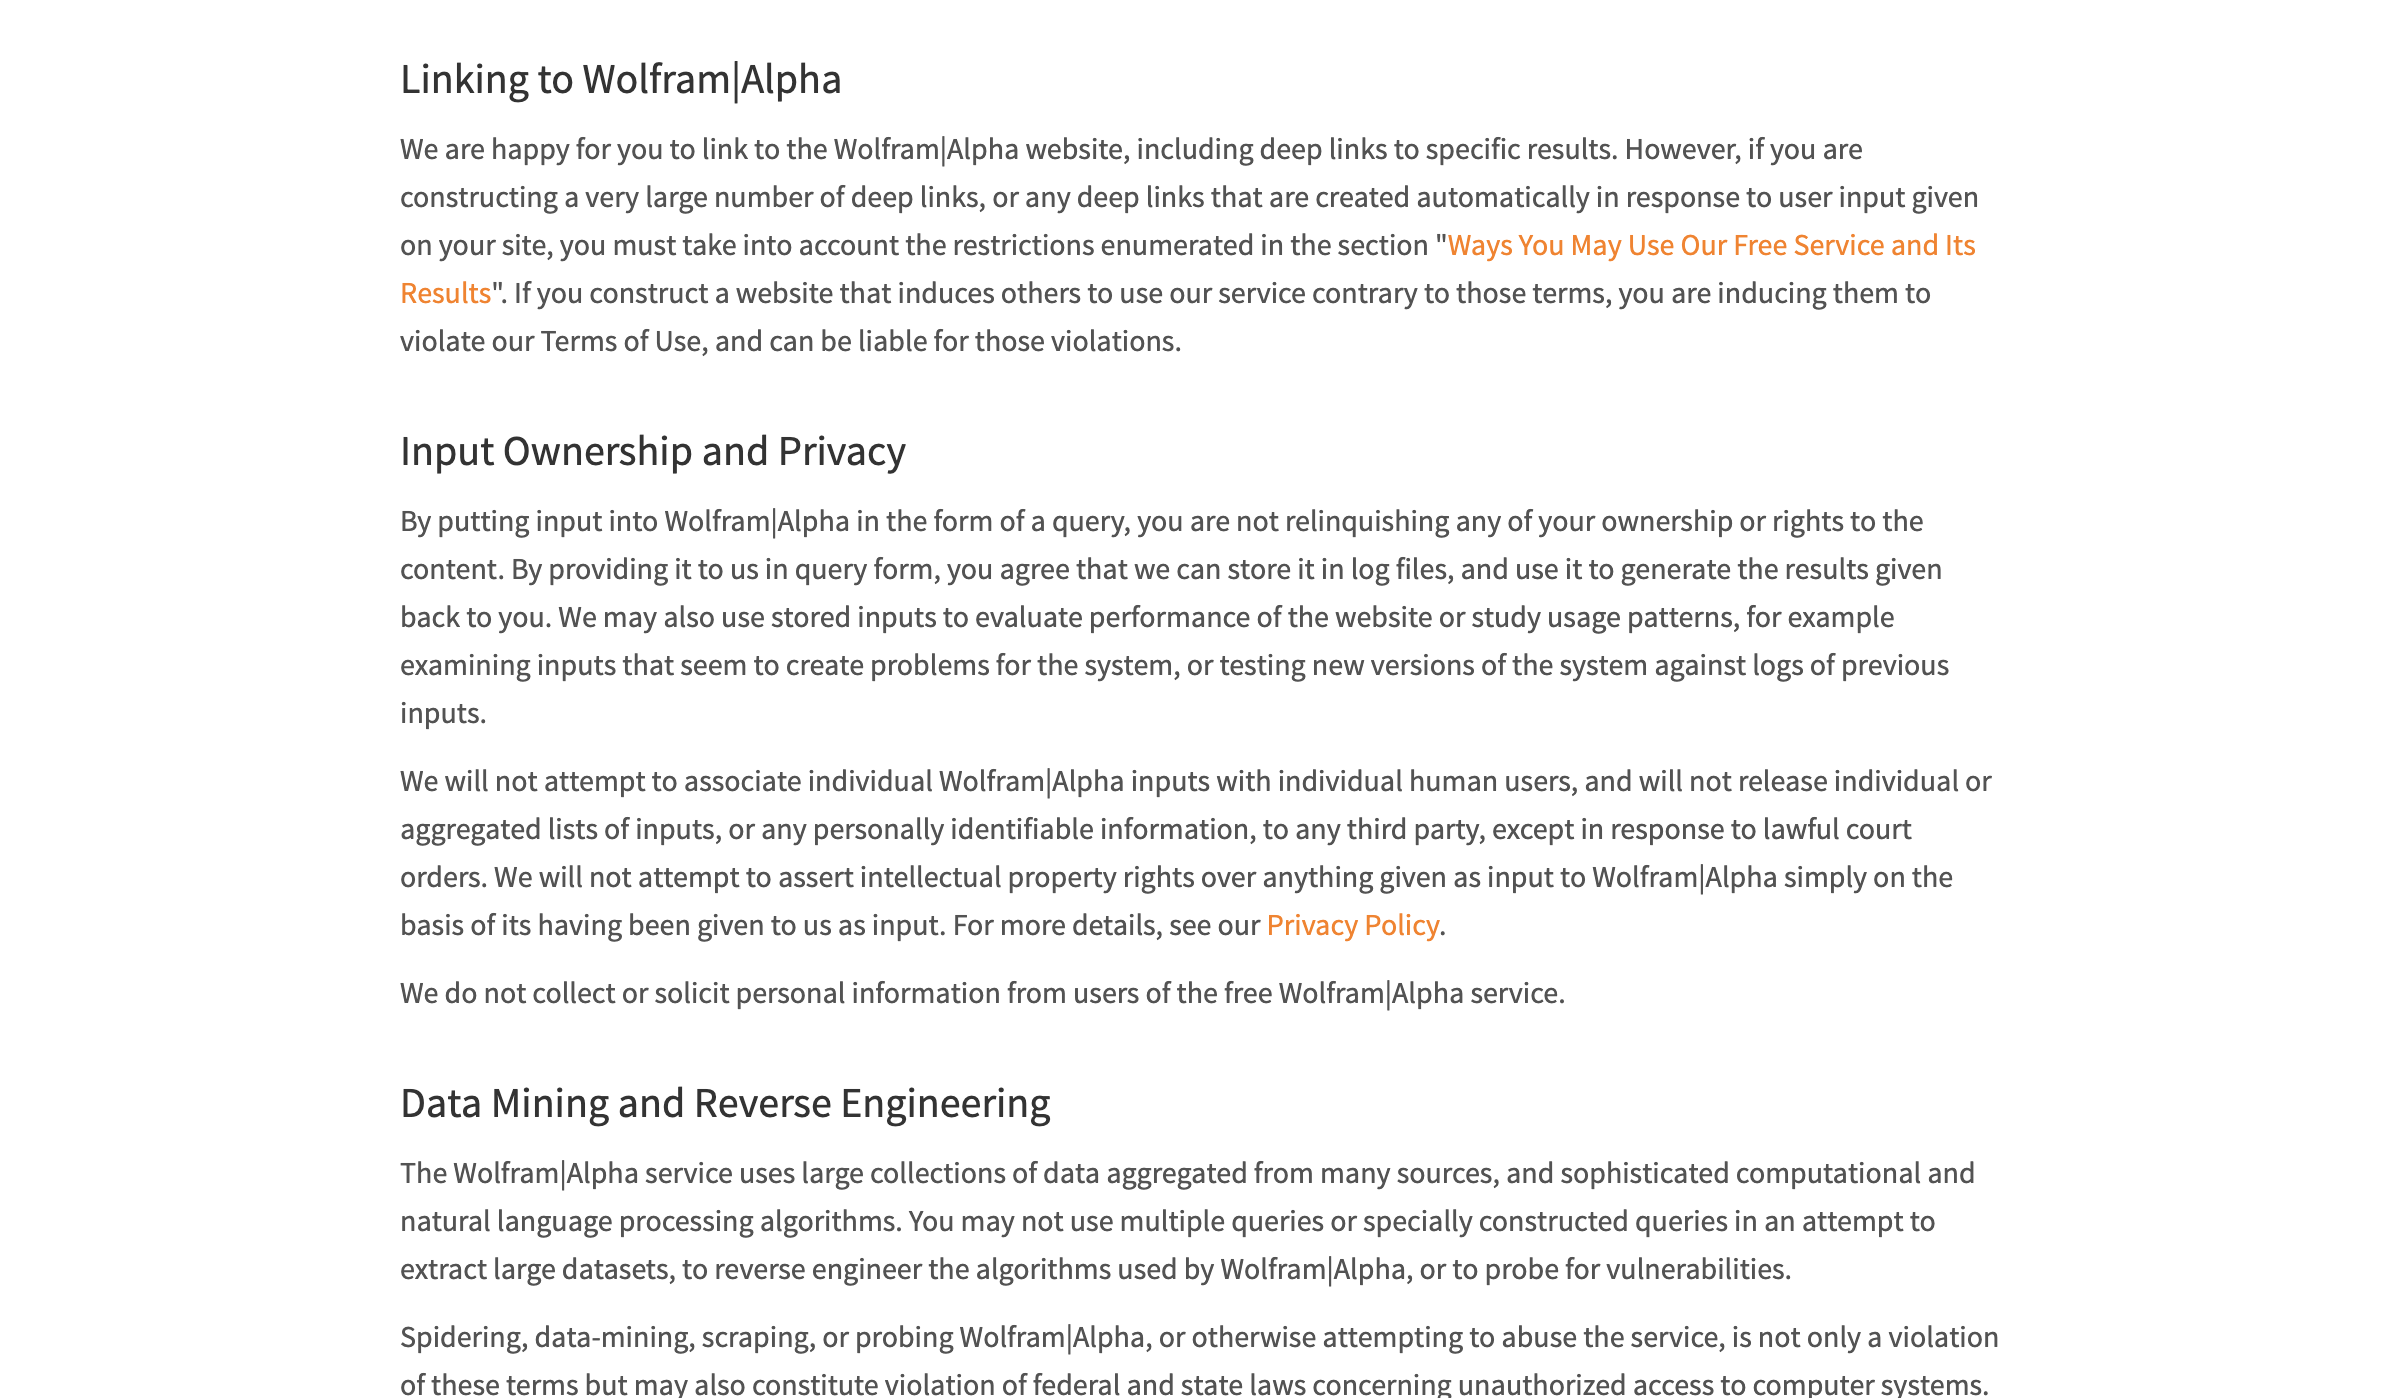 Linking to Wolfram|Alpha
We are happy for you to link to the Wolfram|Alpha website, including deep links to specific results. However, if you are
constructing a very large number of deep links, or any deep links that are created automatically in response to user input given
on your site, you must take into account the restrictions enumerated in the section "Ways You May Use Our Free Service and Its
Results". If you construct a website that induces others to use our service contrary to those terms, you are inducing them to
violate our Terms of Use, and can be liable for those violations.
Input Ownership and Privacy
By putting input into Wolfram|Alpha in the form of a query, you are not relinquishing any of your ownership or rights to the
content. By providing it to us in query form, you agree that we can store it in log files, and use it to generate the results given
back to you. We may also use stored inputs to evaluate performance of the website or study usage patterns, for example
examining inputs that seem to create problems for the system, or testing new versions of the system against logs of previous
inputs.
We will not attempt to associate individual Wolfram|Alpha inputs with individual human users, and will not release individual or
aggregated lists of inputs, or any personally identifiable information, to any third party, except in response to lawful court
orders. We will not attempt to assert intellectual property rights over anything given as input to Wolfram|Alpha simply on the
basis of its having been given to us as input. For more details, see our Privacy Policy.
We do not collect or solicit personal information from users of the free Wolfram|Alpha service.
Data Mining and Reverse Engineering
The Wolfram|Alpha service uses large collections of data aggregated from many sources, and sophisticated computational and
natural language processing algorithms. You may not use multiple queries or specially constructed queries in an attempt to
extract large datasets, to reverse engineer the algorithms used by Wolfram|Alpha, or to probe for vulnerabilities.
Spidering, data-mining, scraping, or probing Wolfram|Alpha, or otherwise attempting to abuse the service, is not only a violation
of these terms but may also constitute violation of federal and state laws concerning unauthorized access to computer systems.